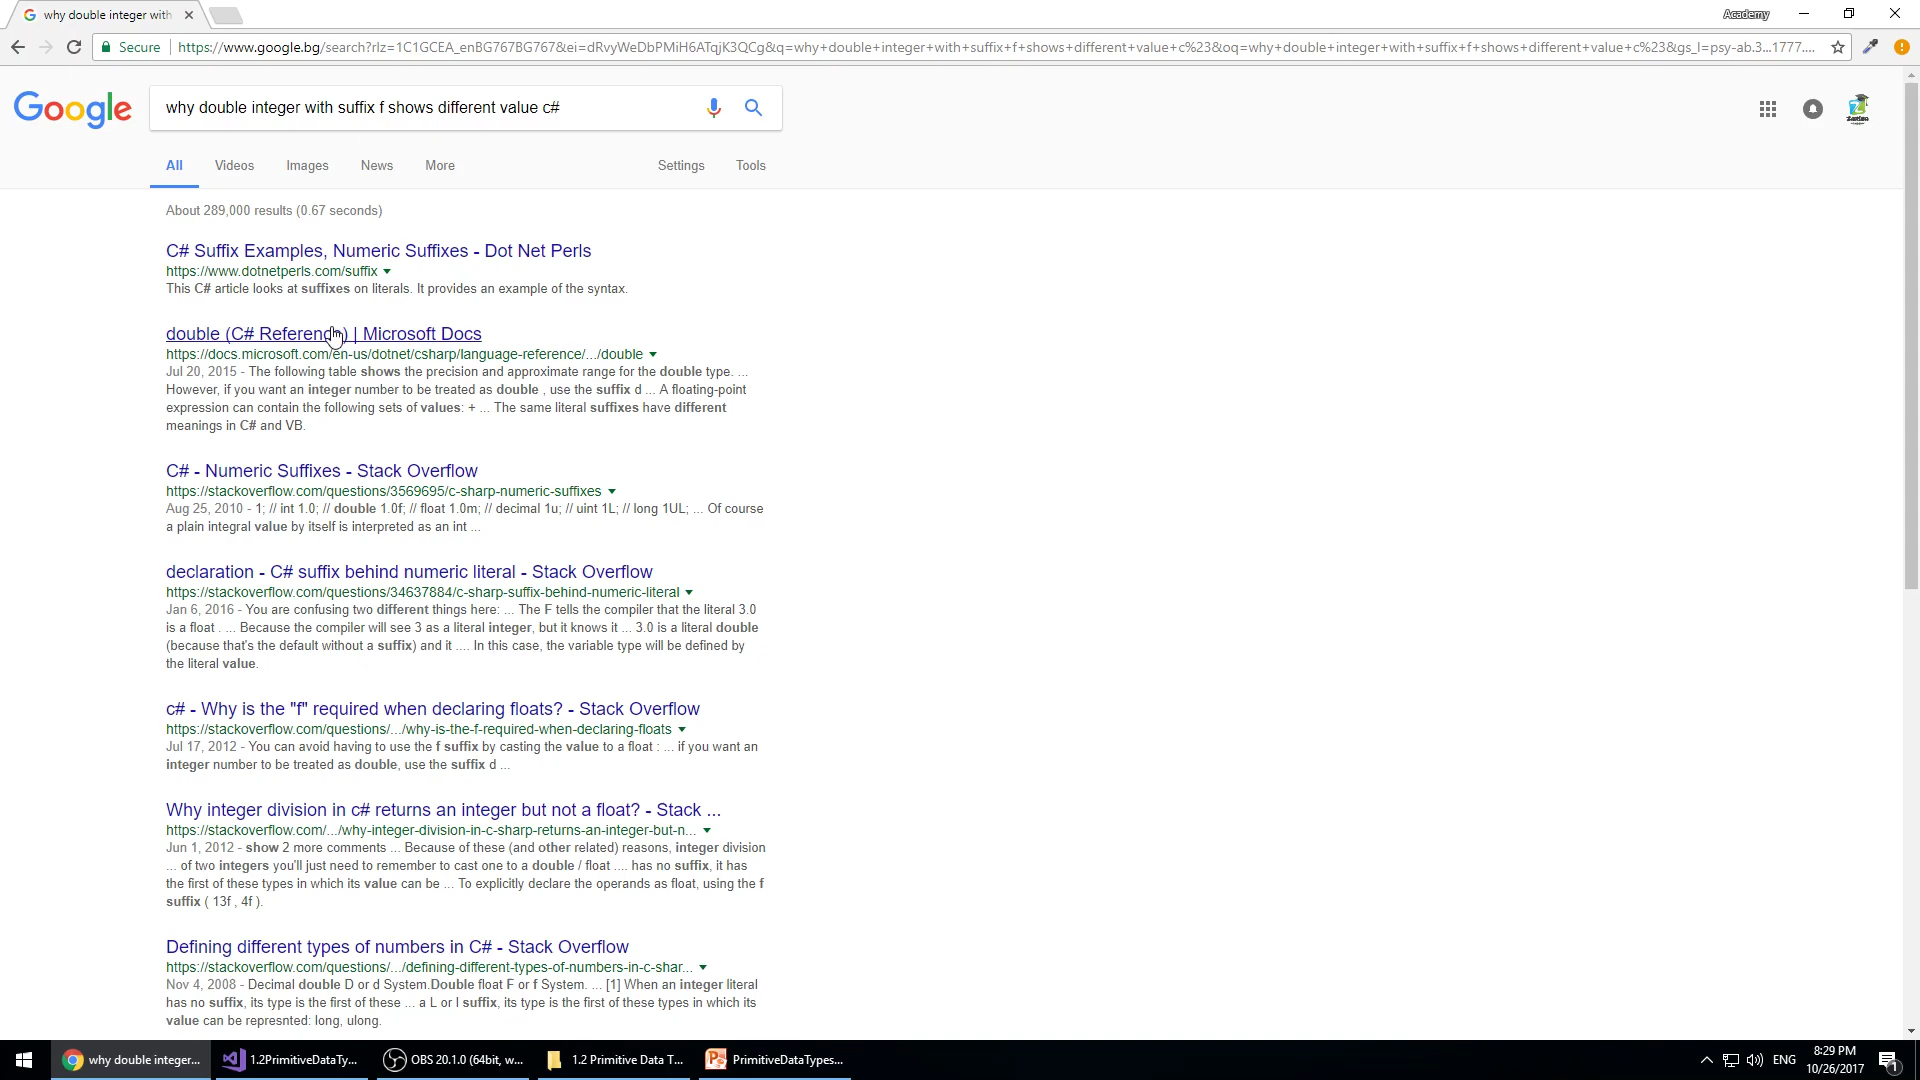 why double integer with
Academy
Secure
https://www.google.bg/search?rlz=1C1GCEA_enBG767BG767&ei=dRvyWeDbPMiH6ATqjK3QCg&q=why+double+integer+with+suffix+f+shows+different+value+c%23&oq=why+double+integer+with+suffix+f+shows+different+value+c%23&gs_l=psy-ab.3...1777....
Google
why double integer with suffix f shows different value c#
All Videos Images News More Settings Tools
About 289,000 results (0.67 seconds)
C# Suffix Examples, Numeric Suffixes - Dot Net Perls
https://www.dotnetperls.com/suffix
This C# article looks at suffixes on literals. It provides an example of the syntax.
double (C# Reference) | Microsoft Docs
https://docs.microsoft.com/en-us/dotnet/csharp/language-reference/.../double
Jul 20, 2015 - The following table shows the precision and approximate range for the double type. ...
However, if you want an integer number to be treated as double , use the suffix d ... A floating-point
expression can contain the following sets of values: + ... The same literal suffixes have different
meanings in C# and VB.
C# - Numeric Suffixes - Stack Overflow
https://stackoverflow.com/questions/3569695/c-sharp-numeric-suffixes
Aug 25, 2010 - 1; // int 1.0; // double 1.0f; // float 1.0m; // decimal 1u; // uint 1L; // long 1UL; ... Of course
a plain integral value by itself is interpreted as an int ...
declaration - C# suffix behind numeric literal - Stack Overflow
https://stackoverflow.com/questions/34637884/c-sharp-suffix-behind-numeric-literal
Jan 6, 2016 - You are confusing two different things here: ... The F tells the compiler that the literal 3.0
is a float . ... Because the compiler will see 3 as a literal integer, but it knows it ... 3.0 is a literal double
(because that's the default without a suffix) and it .... In this case, the variable type will be defined by
the literal value.
c# - Why is the "f" required when declaring floats? - Stack Overflow
https://stackoverflow.com/questions/.../why-is-the-f-required-when-declaring-floats
Jul 17, 2012 - You can avoid having to use the f suffix by casting the value to a float : ... if you want an
integer number to be treated as double, use the suffix d ...
Why integer division in c# returns an integer but not a float? - Stack ...
https://stackoverflow.com/.../why-integer-division-in-c-sharp-returns-an-integer-but-n...
Jun 1, 2012 - show 2 more comments ... Because of these (and other related) reasons, integer division
... of two integers you'll just need to remember to cast one to a double / float .... has no suffix, it has
the first of these types in which its value can be ... To explicitly declare the operands as float, using the f
suffix ( 13f , 4f ).
Defining different types of numbers in C# - Stack Overflow
https://stackoverflow.com/questions/.../defining-different-types-of-numbers-in-c-shar...
Nov 4, 2008 - Decimal double D or d System.Double float F or f System. ... [1] When an integer literal
has no suffix, its type is the first of these ... a L or l suffix, its type is the first of these types in which its
value can be represnted: long, ulong.
why double integer...
1.2PrimitiveDataTy...
OBS 20.1.0 (64bit, w...
1.2 Primitive Data T...
PrimitiveDataTypes...
ENG
8:29 PM
10/26/2017
1